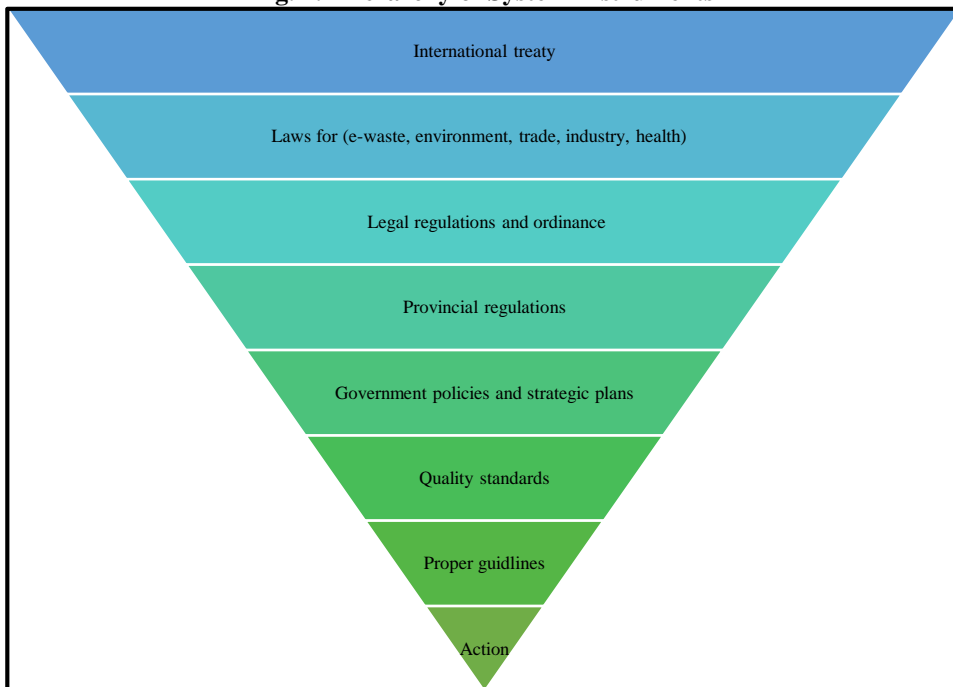 International treaty
Laws for (e-waste, environment, trade, industry, health)
Legal regulations and ordinance
Provincial regulations
Government policies and strategic plans
Quality standards
Proper guidlines
Action